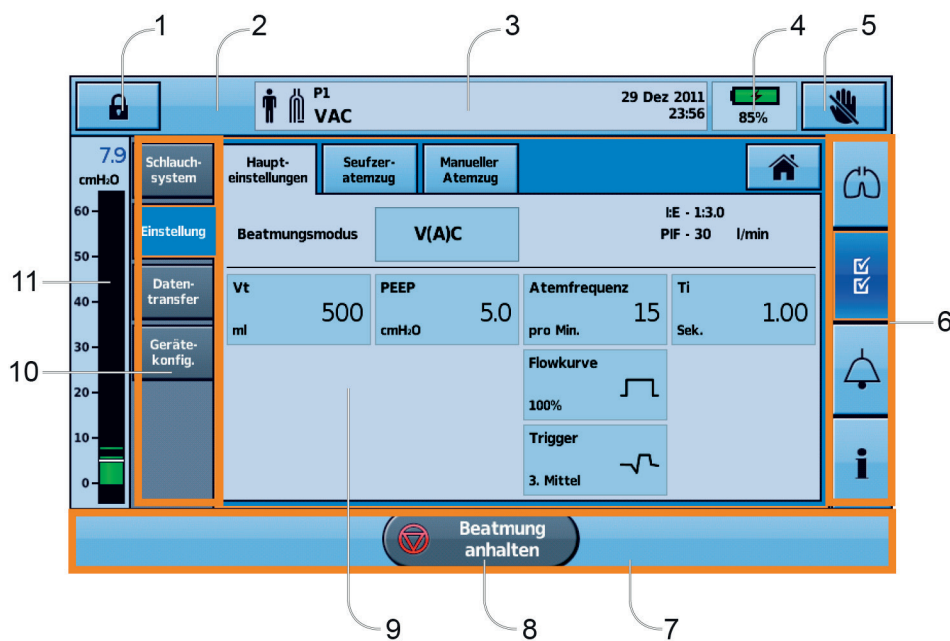 1
2
3
4
5
P1
VAC
29 Dez 2011
23:56
85%
7.9
cmH₂O
60
50
40
30
20
10
0
11
Schlauch-
system
Einstellung
Daten-
transfer
Geräte-
konfig.
10
Haupt-
einstellungen
Seufzer-
atemzug
Manueller
Atemzug
Beatmungsmodus
V(A)C
I:E - 1:3.0
PIF - 30 l/min
Vt
500
ml
PEEP
5.0
cmH₂O
Atemfrequenz
15
pro Min.
Ti
1.00
Sek.
Flowkurve
100%
Trigger
3. Mittel
i
6
Beatmung
anhalten
9
8
7